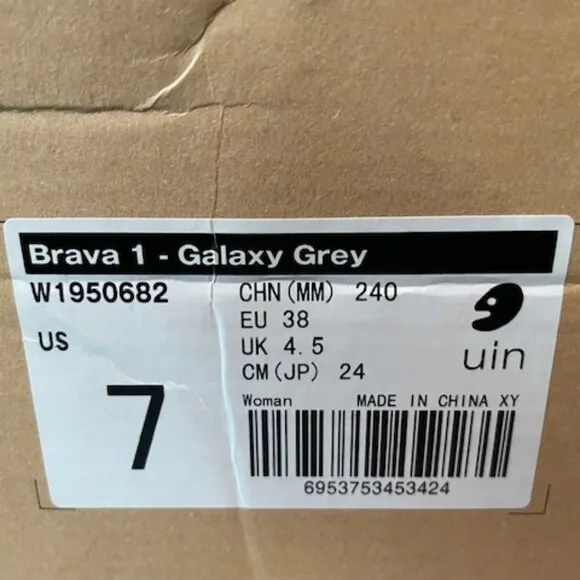 Brava 1 - Galaxy Grey
W1950682
US
7
CHN(MM) 240
EU 38
UK 4.5
CM(JP) 24
uin
Woman MADE IN CHINA XY
6953753453424